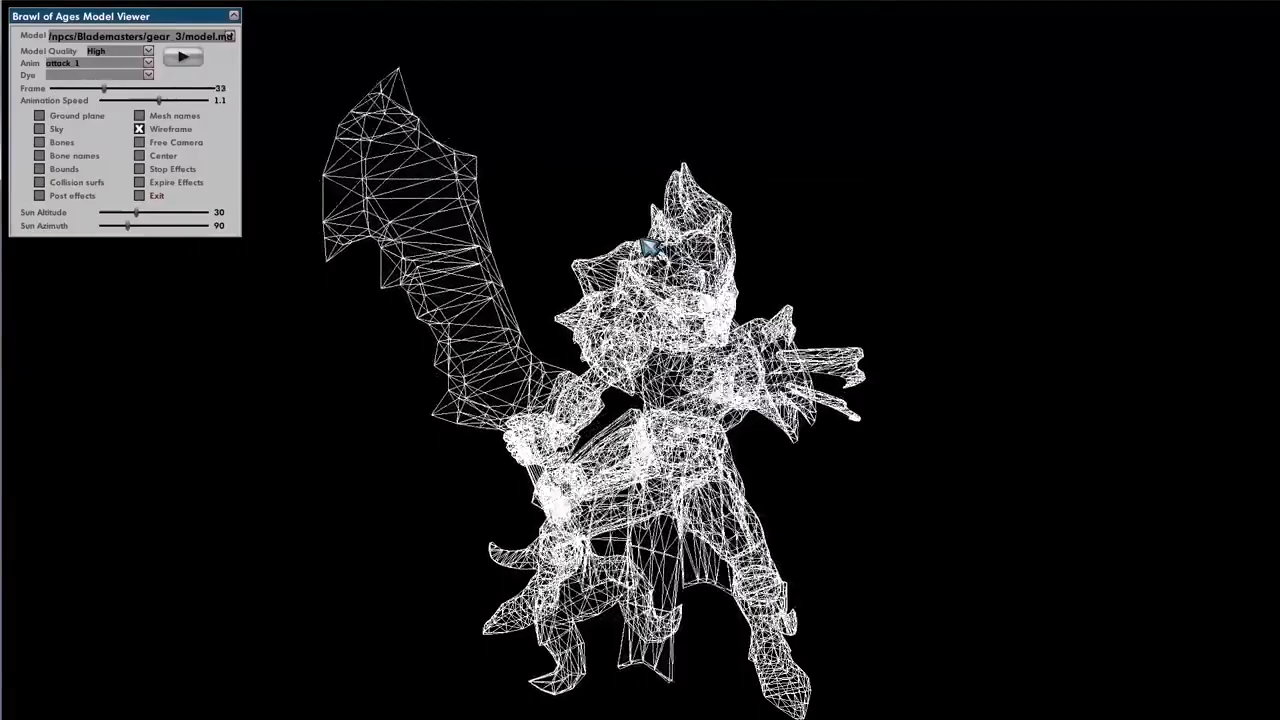 Brawl of Ages Model Viewer
Model /npcs/Blademasters/gear_3/model.md
Model Quality High
Anim attack_1
Dye
Frame 33
Animation Speed 1.1
Ground plane Mesh names
Sky X Wireframe
Bones Free Camera
Bone names Center
Bounds Stop Effects
Collision surfs Expire Effects
Post effects Exit
Sun Altitude 30
Sun Azimuth 90